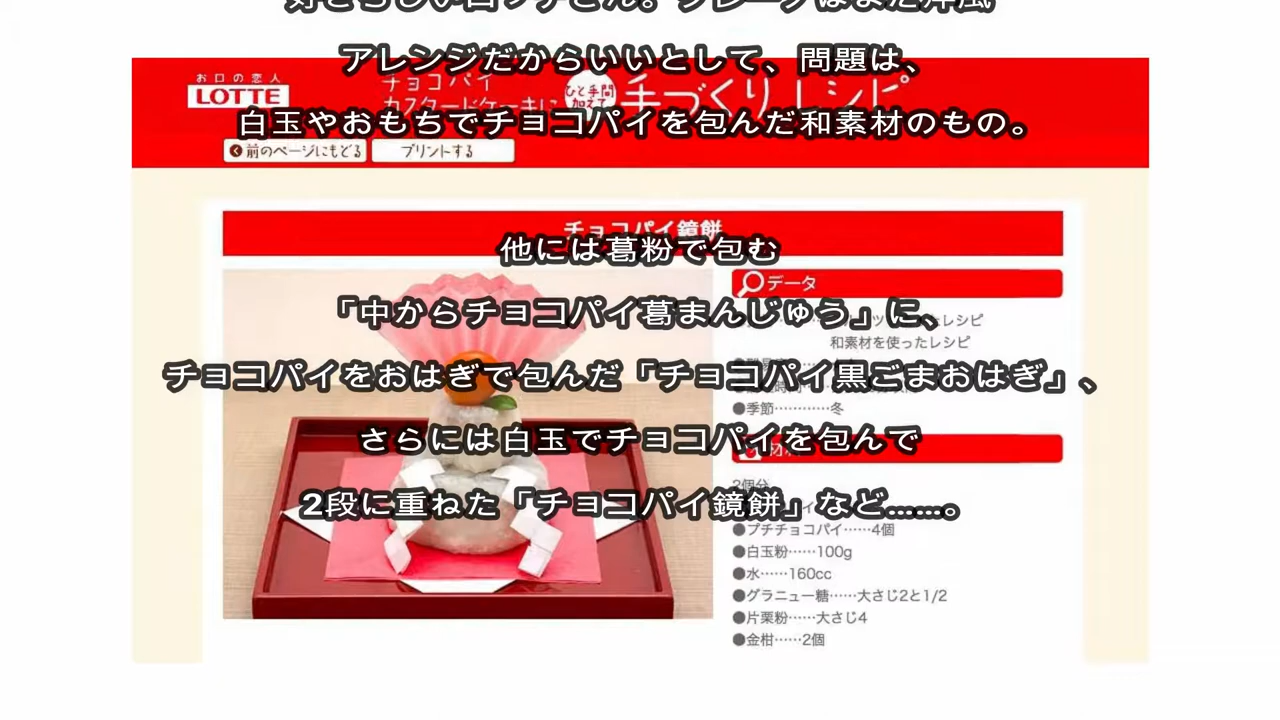 アレンジだからいいとして、問題は、
お口の恋人
LOTTE
チョコパイ
カスタードケーキに
ひと手間
加えて
手づくりレシピ
白玉やおもちでチョコパイを包んだ和素材のもの。
前のページにもどる
プリントする
チョコパイ鏡餅
他には葛粉で包む
データ
「中からチョコパイ葛まんじゅう」に、
レシピ
和素材を使ったレシピ
チョコパイをおはぎで包んだ「チョコパイ黒ごまおはぎ」、
●季節…………冬
さらには白玉でチョコパイを包んで
2個分
2段に重ねた「チョコパイ鏡餅」など……。
●プチチョコパイ……4個
●白玉粉……100g
●水……160cc
●グラニュー糖……大さじ2と1/2
●片栗粉……大さじ4
●金柑……2個